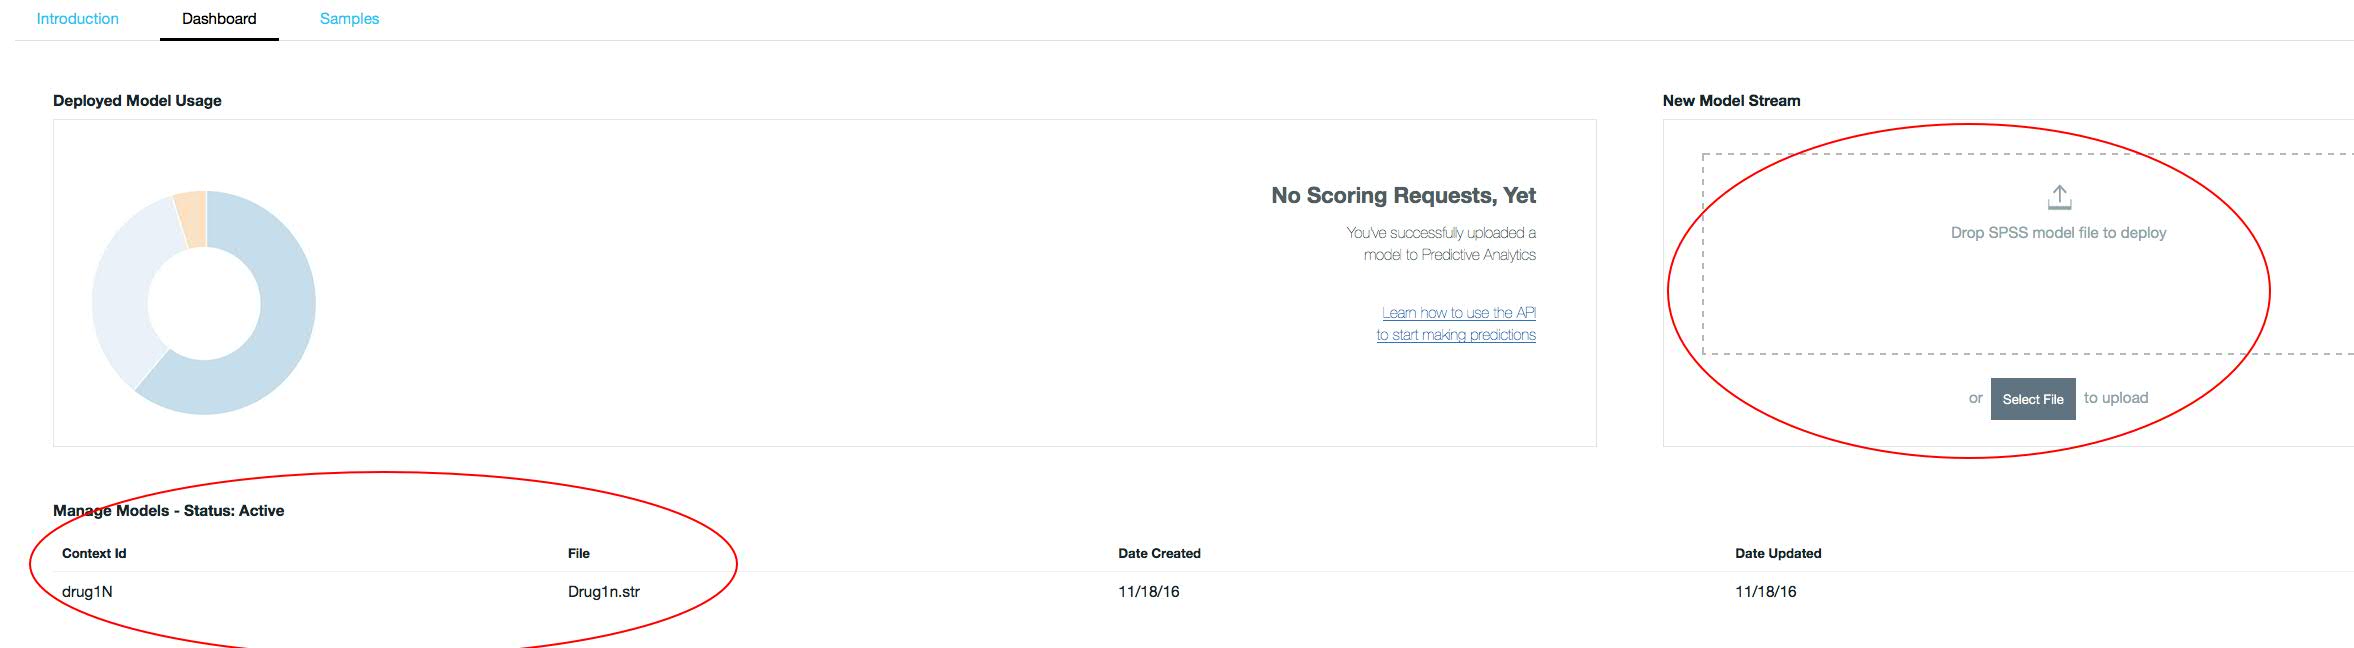 Introduction Dashboard Samples
Deployed Model Usage
No Scoring Requests, Yet
You've successfully uploaded a
model to Predictive Analytics
Learn how to use the API
to start making predictions
New Model Stream
Drop SPSS model file to deploy
or Select File to upload
Manage Models - Status: Active
Context Id File Date Created Date Updated
drug1N Drug1n.str 11/18/16 11/18/16